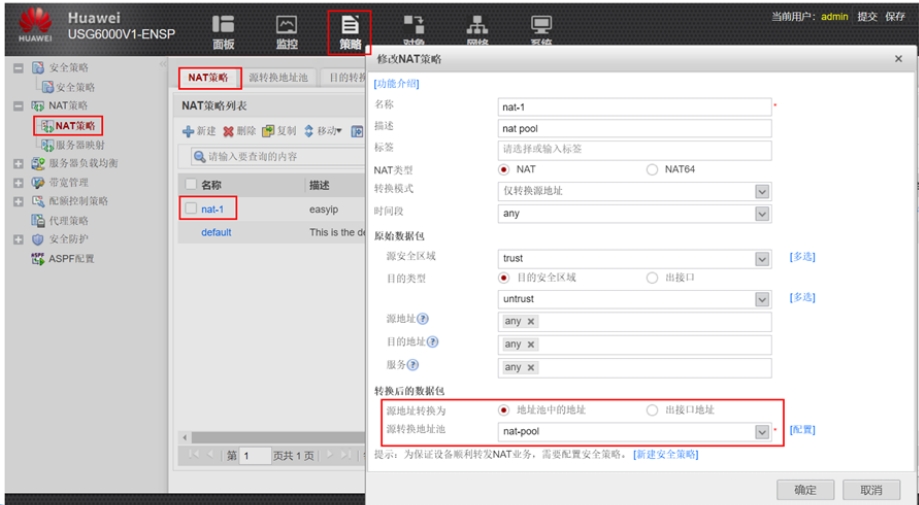 Huawei
USG6000V1-ENSP
HUAWEI
面板
监控
策略
对象
网络
系统
当前用户：admin 提交 保存
安全策略
安全策略
NAT策略
NAT策略
服务器映射
服务器负载均衡
带宽管理
配额控制策略
代理策略
安全防护
ASPF配置
NAT策略 源转换地址池 目的转换
NAT策略列表
新建 删除 复制 移动
请输入要查询的内容
名称 描述
nat-1 easyip
default This is the de
第 1 页共 1 页
修改NAT策略
[功能介绍]
名称 nat-1 *
描述 nat pool
标签 请选择或输入标签
NAT类型 NAT NAT64
转换模式 仅转换源地址
时间段 any
原始数据包
源安全区域 trust [多选]
目的类型 目的安全区域 出接口
untrust [多选]
源地址 any
目的地址 any
服务 any
转换后的数据包
源地址转换为 地址池中的地址 出接口地址
源转换地址池 nat-pool * [配置]
提示：为保证设备顺利转发NAT业务，需要配置安全策略。[新建安全策略]
确定 取消